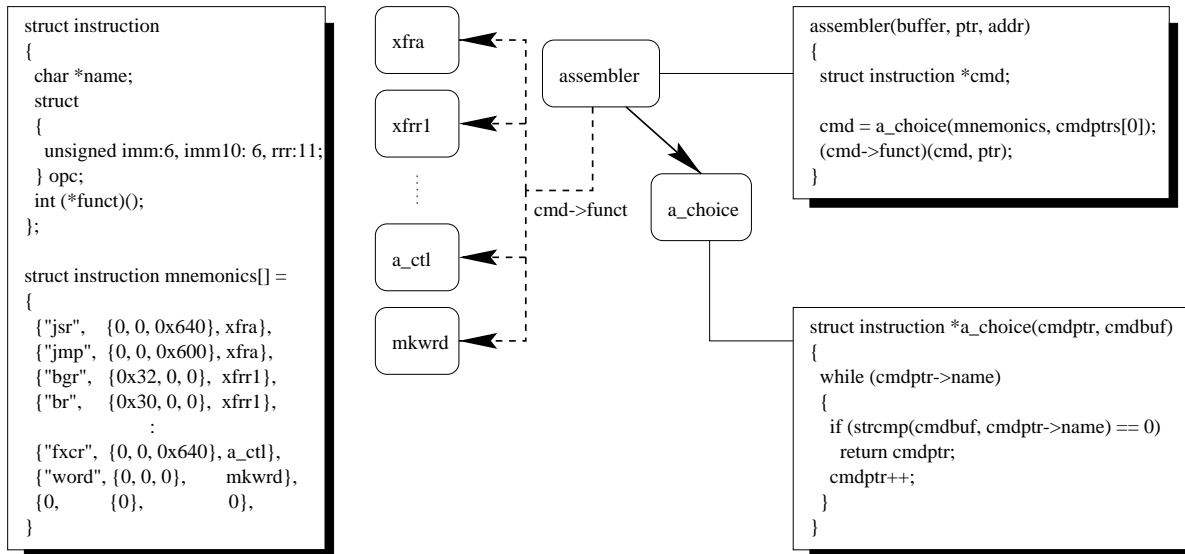 struct instruction
{
char *name;
struct
{
unsigned imm:6, imm10: 6, rrr:11;
} opc;
int (*funct)();
};
struct instruction mnemonics[] =
{
{"jsr", {0, 0, 0x640}, xfra},
{"jmp", {0, 0, 0x600}, xfra},
{"bgr", {0x32, 0, 0}, xfrr1},
{"br", {0x30, 0, 0}, xfrr1},
:
{"fxcr", {0, 0, 0x640}, a_ctl},
{"word", {0, 0, 0}, mkwrd},
{0, {0}, 0},
}
xfra
xfrr1
a_ctl
mkwrd
assembler
cmd->funct
a_choice
assembler(buffer, ptr, addr)
{
struct instruction *cmd;
cmd = a_choice(mnemonics, cmdptrs[0]);
(cmd->funct)(cmd, ptr);
}
struct instruction *a_choice(cmdptr, cmdbuf)
{
while (cmdptr->name)
{
if (strcmp(cmdbuf, cmdptr->name) == 0)
return cmdptr;
cmdptr++;
}
}